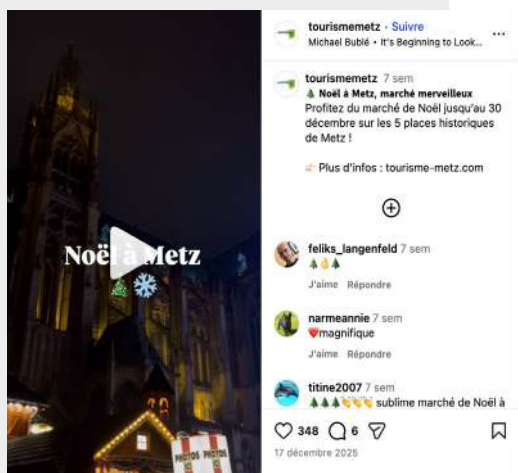 tourismemetz · Suivre
Michael Bublé • It's Beginning to Look...
tourismemetz 7 sem
🎄 Noël à Metz, marché merveilleux
Profitez du marché de Noël jusqu'au 30
décembre sur les 5 places historiques
de Metz !
👉🏻 Plus d'infos : tourisme-metz.com
Noël à Metz
feliks_langenfeld 7 sem
🎄👌🎄
J'aime Répondre
narmeannie 7 sem
❤️magnifique
J'aime Répondre
titine2007 7 sem
🎄🎄🎄👏👏👏 sublime marché de Noël à
PHOTOS PHOTOS
ICI
348 6
17 décembre 2025